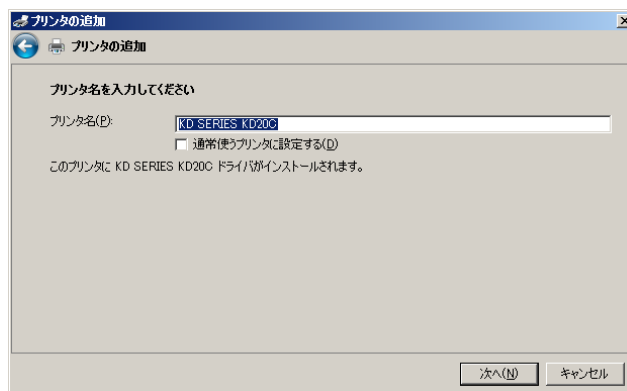 プリンタの追加
プリンタの追加
プリンタ名を入力してください
プリンタ名(P): KD SERIES KD20C
通常使うプリンタに設定する(D)
このプリンタに KD SERIES KD20C ドライバがインストールされます。
次へ(N) キャンセル